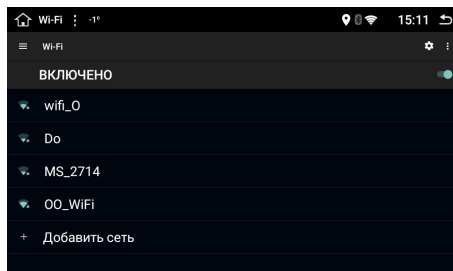 Wi-Fi -1° 15:11
Wi-Fi
ВКЛЮЧЕНО
wifi_O
Do
MS_2714
OO_WiFi
Добавить сеть